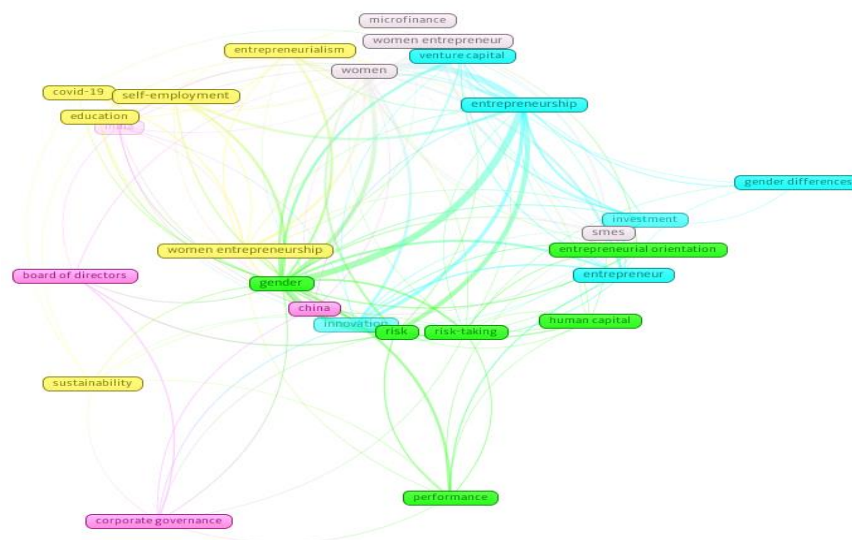 microfinance
women entrepreneur
entrepreneurialism
venture capital
women
covid-19
self-employment
entrepreneurship
education
gender differences
investment
smes
women entrepreneurship
entrepreneurial orientation
board of directors
gender
entrepreneur
china
innovation
risk
risk-taking
human capital
sustainability
performance
corporate governance